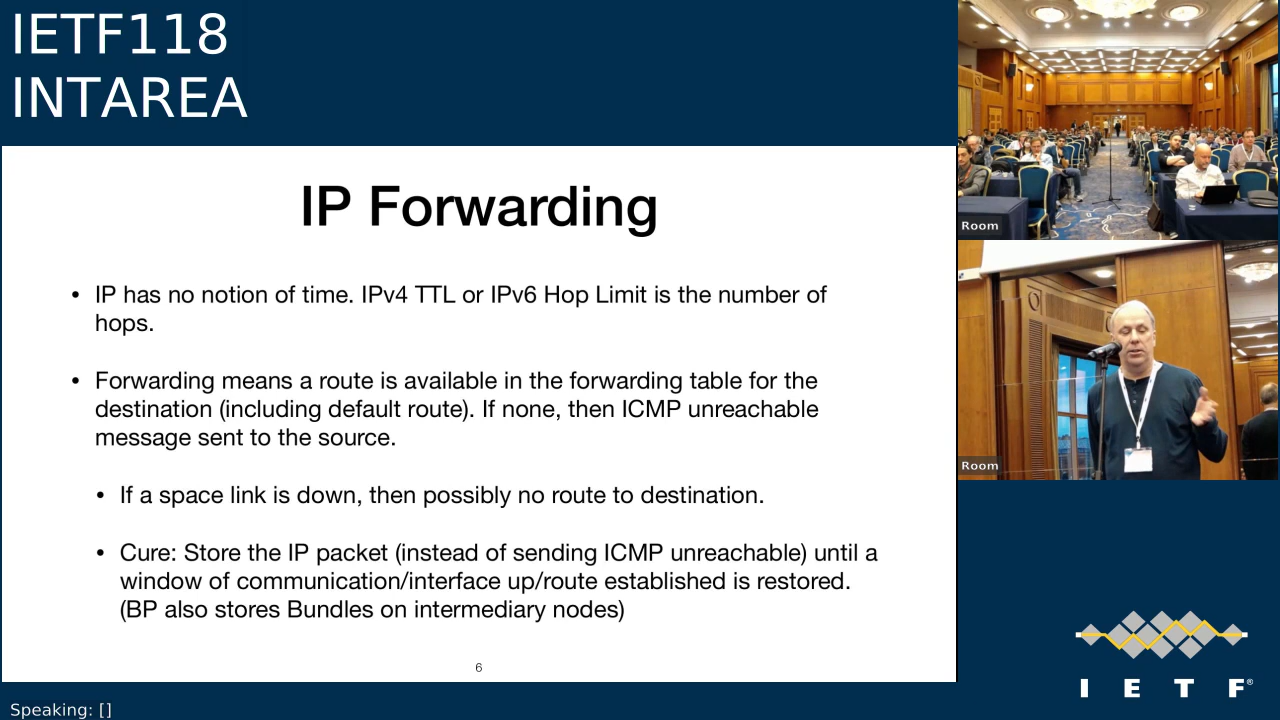 IETF118
INTAREA
IP Forwarding
• IP has no notion of time. IPv4 TTL or IPv6 Hop Limit is the number of
hops.
• Forwarding means a route is available in the forwarding table for the
destination (including default route). If none, then ICMP unreachable
message sent to the source.
• If a space link is down, then possibly no route to destination.
• Cure: Store the IP packet (instead of sending ICMP unreachable) until a
window of communication/interface up/route established is restored.
(BP also stores Bundles on intermediary nodes)
6
Room
Room
I E T F®
Speaking: []